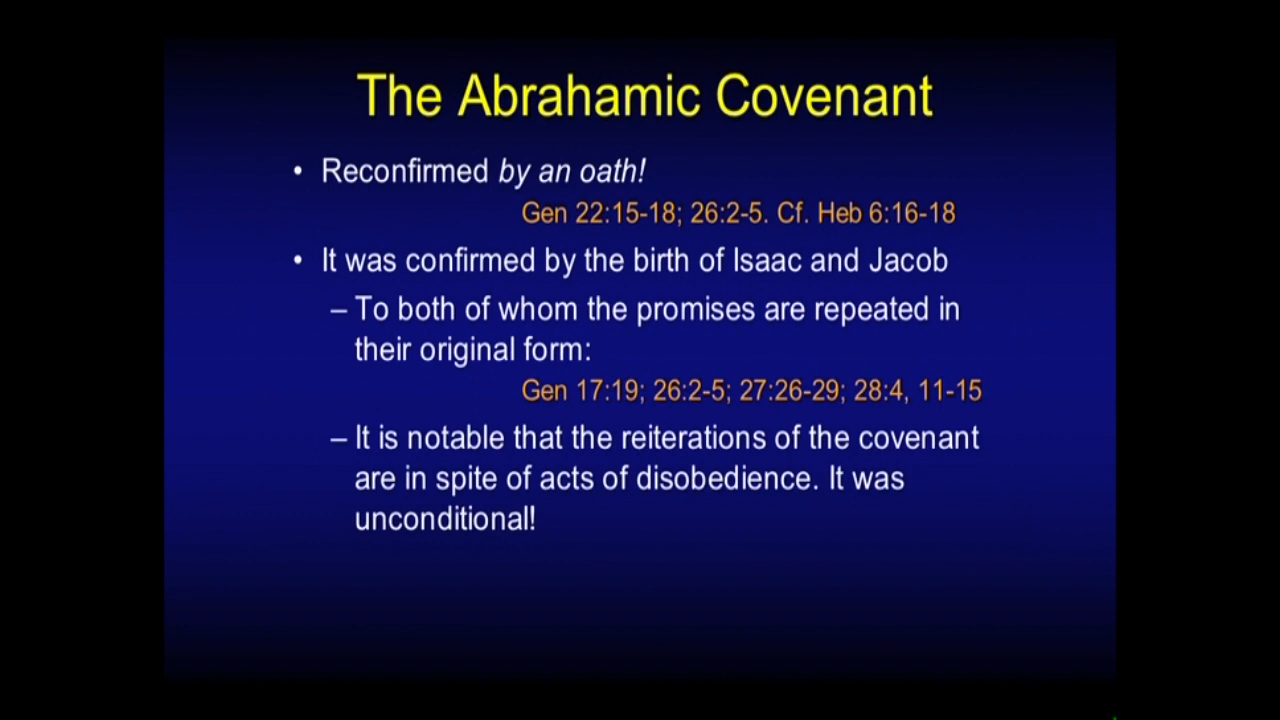 The Abrahamic Covenant
• Reconfirmed by an oath!
Gen 22:15-18; 26:2-5. Cf. Heb 6:16-18
• It was confirmed by the birth of Isaac and Jacob
– To both of whom the promises are repeated in
their original form:
Gen 17:19; 26:2-5; 27:26-29; 28:4, 11-15
– It is notable that the reiterations of the covenant
are in spite of acts of disobedience. It was
unconditional!